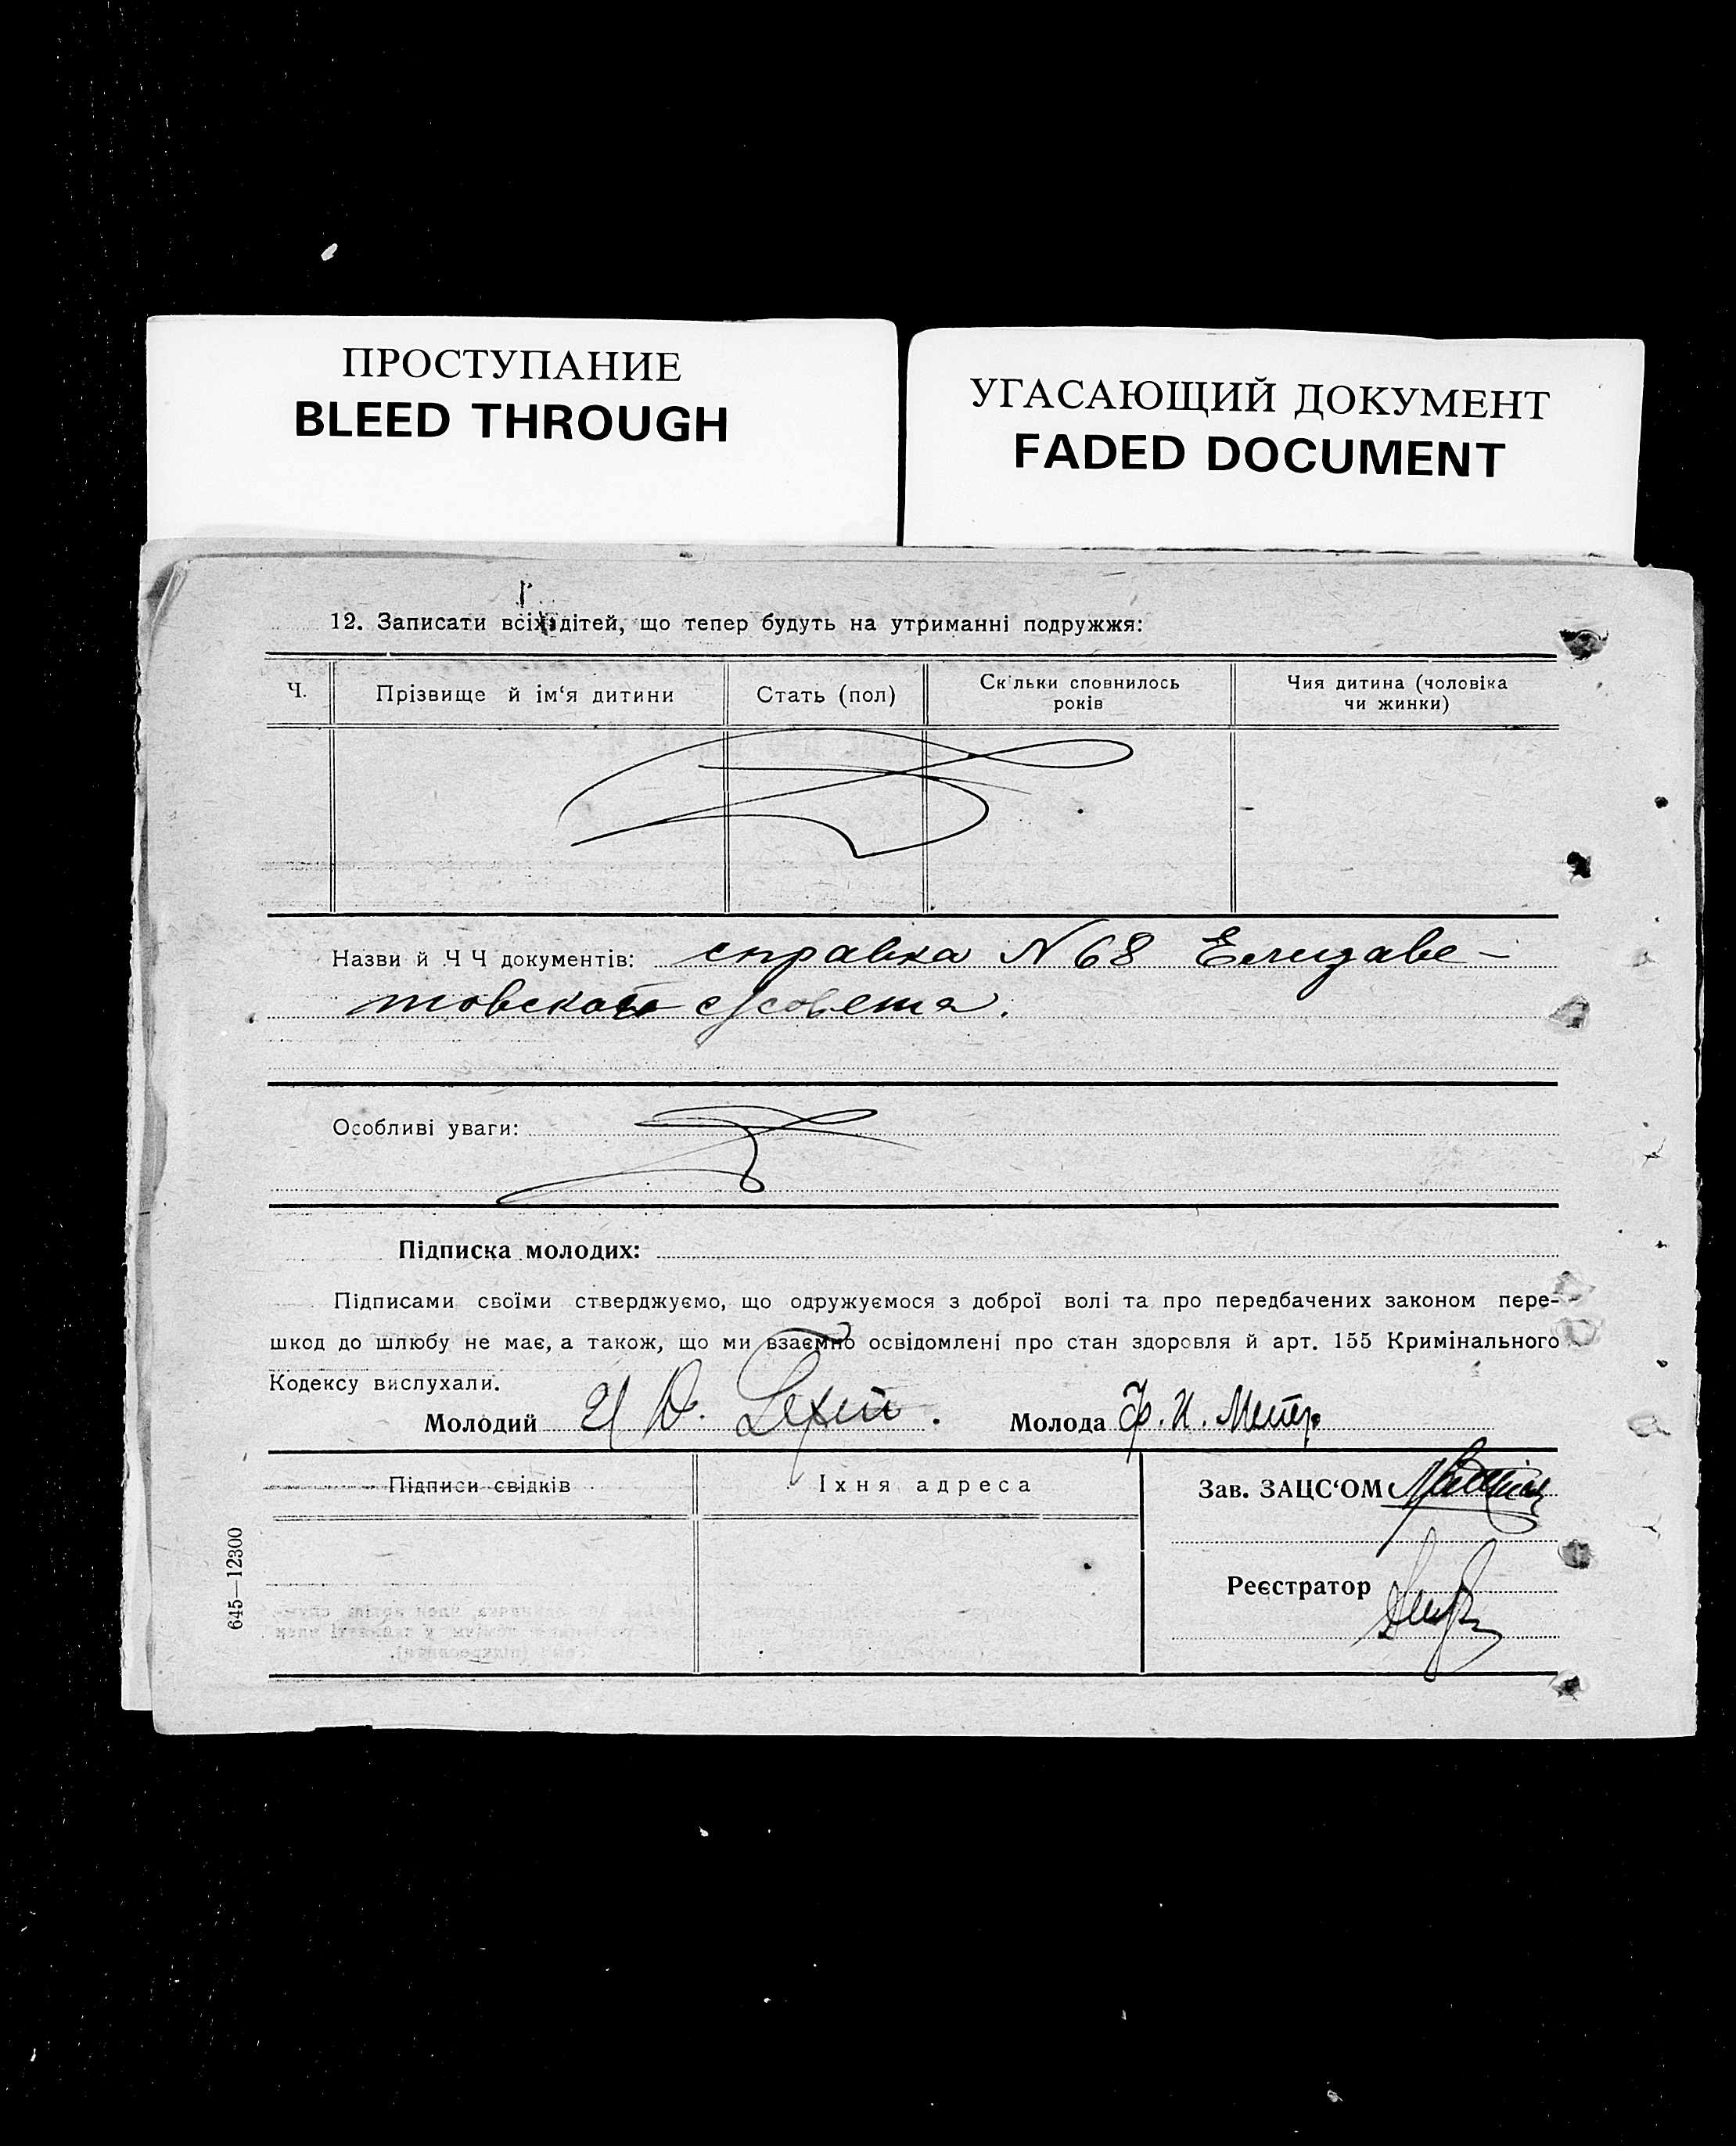 ПРОСТУПАНИЕ
BLEED THROUGH
УГАСАЮЩИЙ ДОКУМЕНТ
FADED DOCUMENT
12. Записати всіх дітей, що тепер будуть на утриманні подружжя:
Ч.
Прізвище й ім'я дитини
Стать (пол)
Скільки сповнилось
років
Чия дитина (чоловіка
чи жинки)
Назви й Ч Ч документів: справка N 68 Елизаве-
товского с/совета.
Особливі уваги:
Підписка молодих:
Підписами своїми стверджуємо, що одружуємося з доброї волі та про передбачених законом пере-
шкод до шлюбу не має, а також, що ми взаємно освідомлені про стан здоровля й арт. 155 Кримінального
Кодексу вислухали.
Молодий
Молода Ф. И. Мейер
Підписи свідків
Іхня адреса
Зав. ЗАЦС'ОМ
Реєстратор
645—12300